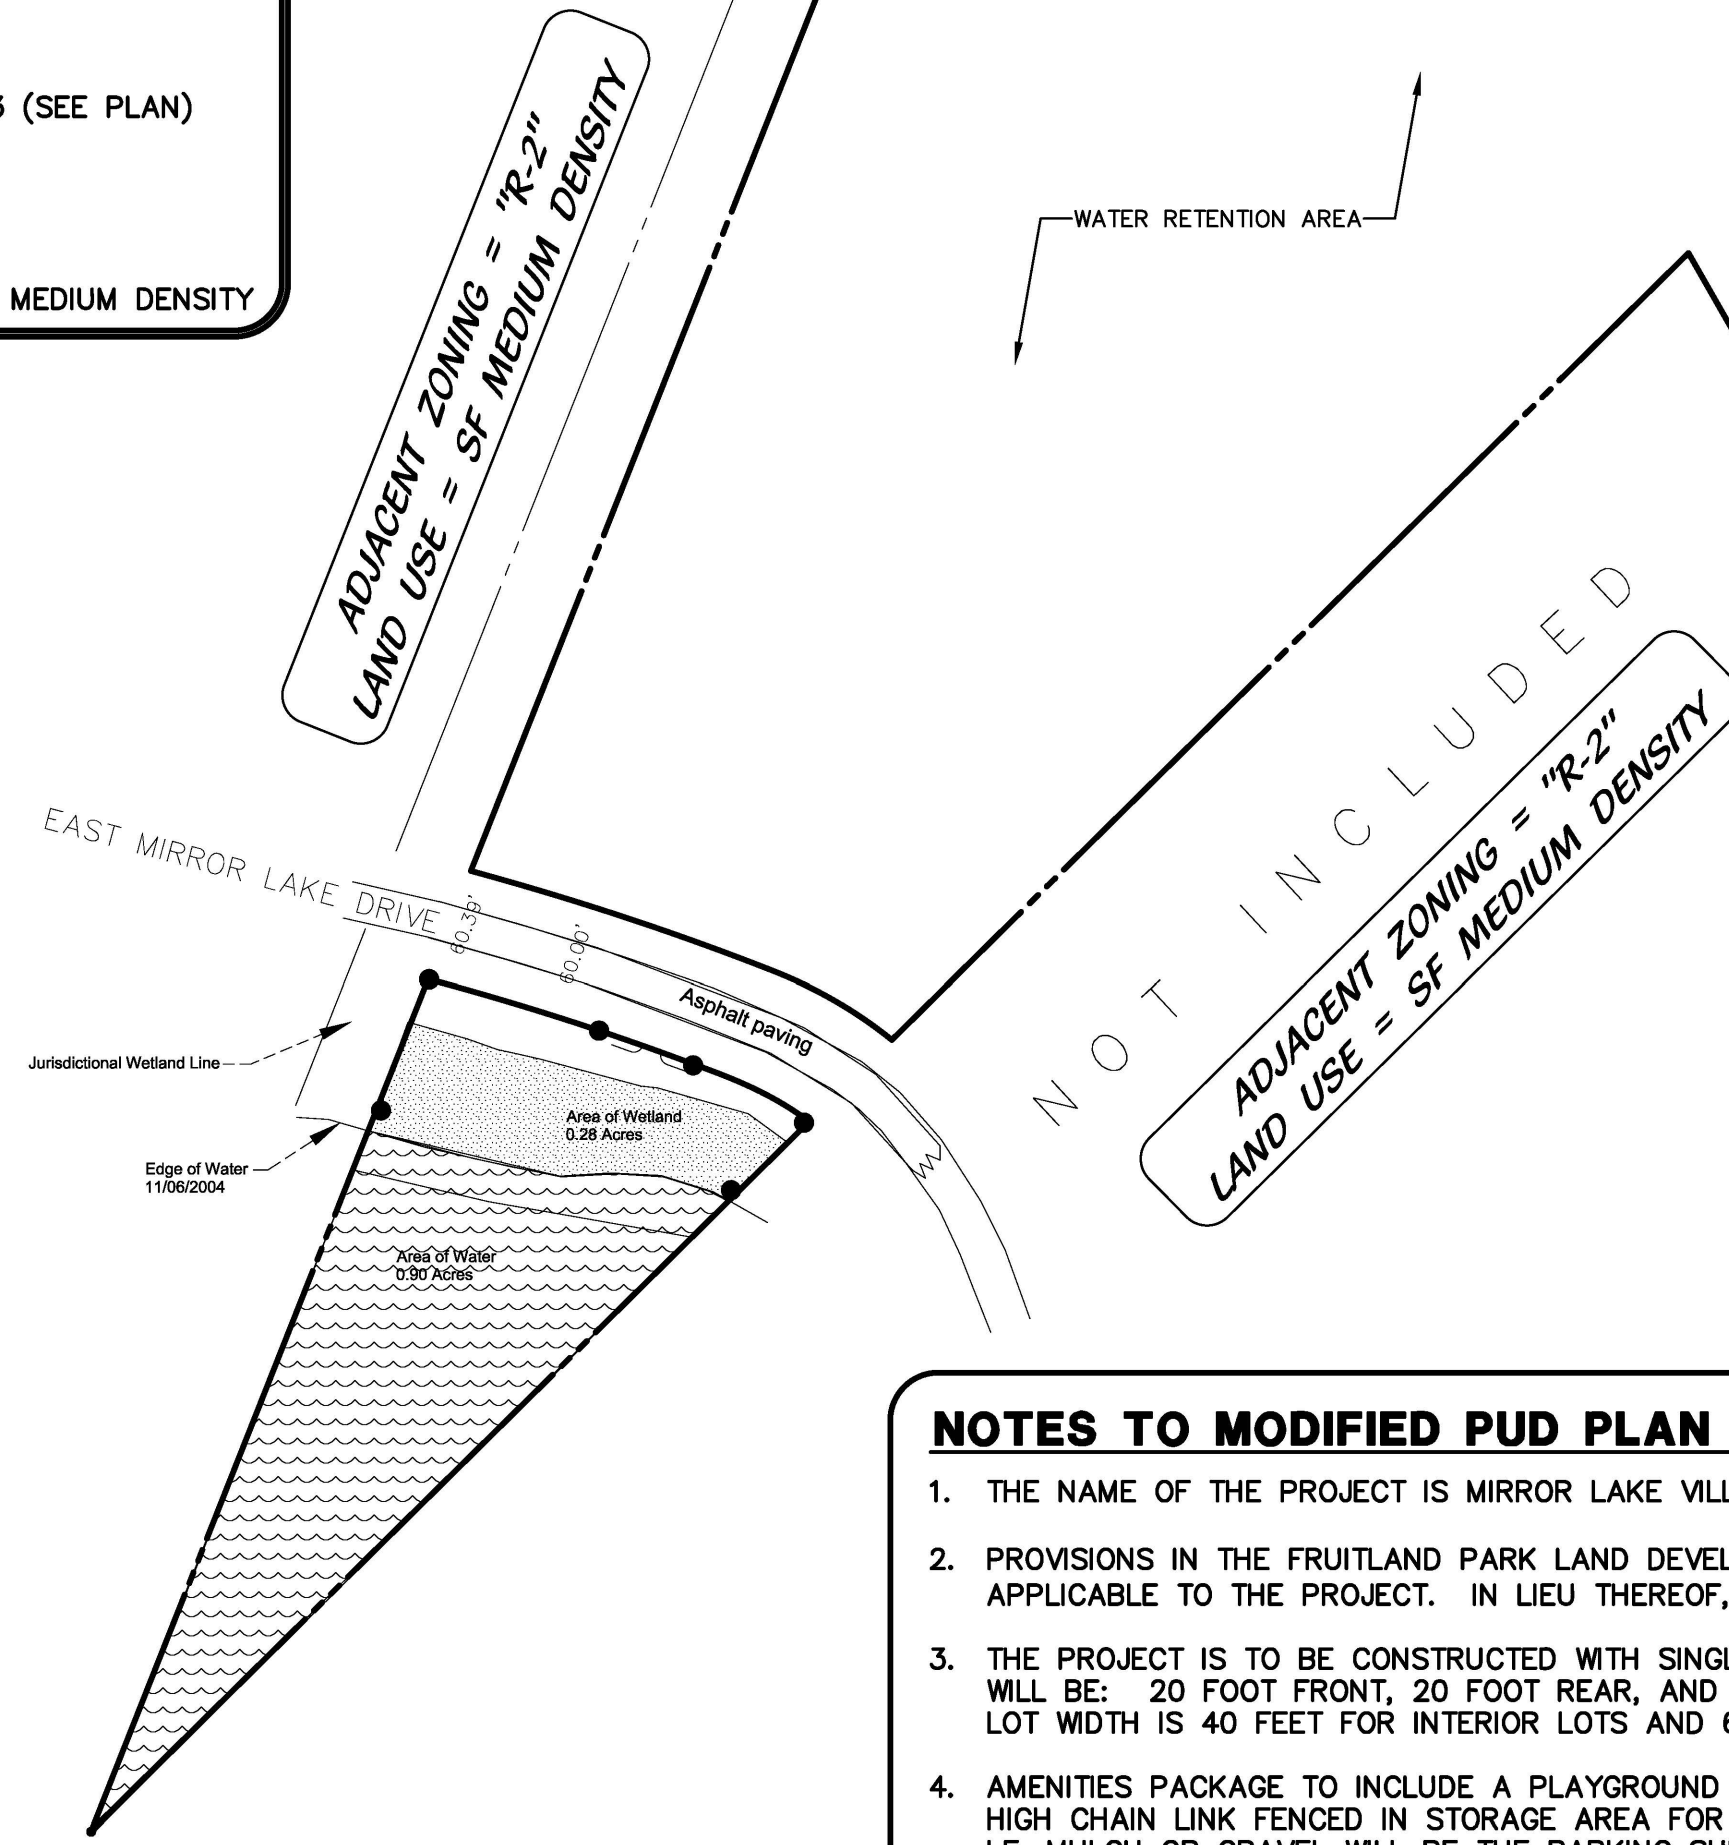 (SEE PLAN)
MEDIUM DENSITY
ADJACENT ZONING = "R-2"
LAND USE = SF MEDIUM DENSITY
WATER RETENTION AREA
NOT INCLUDED
ADJACENT ZONING = "R-2"
LAND USE = SF MEDIUM DENSITY
EAST MIRROR LAKE DRIVE
60.39'
60.00'
Asphalt paving
Jurisdictional Wetland Line
Area of Wetland
0.28 Acres
Edge of Water
11/06/2004
Area of Water
0.90 Acres
NOTES TO MODIFIED PUD PLAN
1. THE NAME OF THE PROJECT IS MIRROR LAKE VILL
2. PROVISIONS IN THE FRUITLAND PARK LAND DEVEL
APPLICABLE TO THE PROJECT. IN LIEU THEREOF,
3. THE PROJECT IS TO BE CONSTRUCTED WITH SINGL
WILL BE: 20 FOOT FRONT, 20 FOOT REAR, AND
LOT WIDTH IS 40 FEET FOR INTERIOR LOTS AND
4. AMENITIES PACKAGE TO INCLUDE A PLAYGROUND
HIGH CHAIN LINK FENCED IN STORAGE AREA FOR